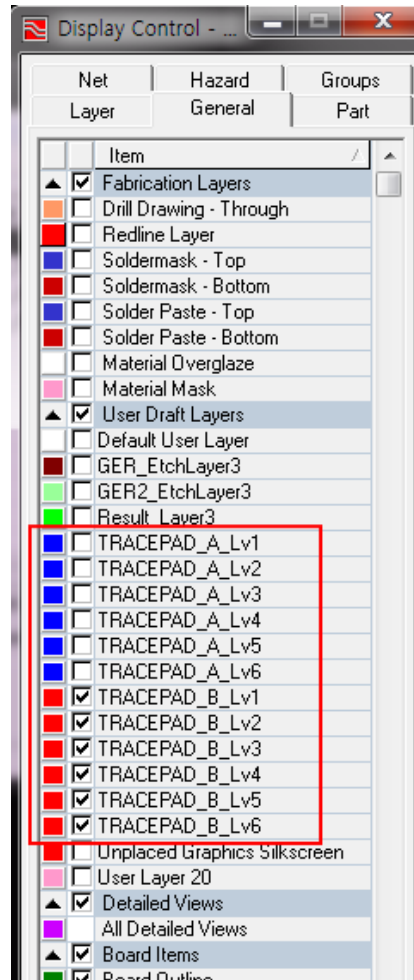 Display Control - ...
Net Hazard Groups
Layer General Part
Item
Fabrication Layers
Drill Drawing - Through
Redline Layer
Soldermask - Top
Soldermask - Bottom
Solder Paste - Top
Solder Paste - Bottom
Material Overglaze
Material Mask
User Draft Layers
Default User Layer
GER_EtchLayer3
GER2_EtchLayer3
Result_Layer3
TRACEPAD_A_Lv1
TRACEPAD_A_Lv2
TRACEPAD_A_Lv3
TRACEPAD_A_Lv4
TRACEPAD_A_Lv5
TRACEPAD_A_Lv6
TRACEPAD_B_Lv1
TRACEPAD_B_Lv2
TRACEPAD_B_Lv3
TRACEPAD_B_Lv4
TRACEPAD_B_Lv5
TRACEPAD_B_Lv6
Unplaced Graphics Silkscreen
User Layer 20
Detailed Views
All Detailed Views
Board Items
Board Outline